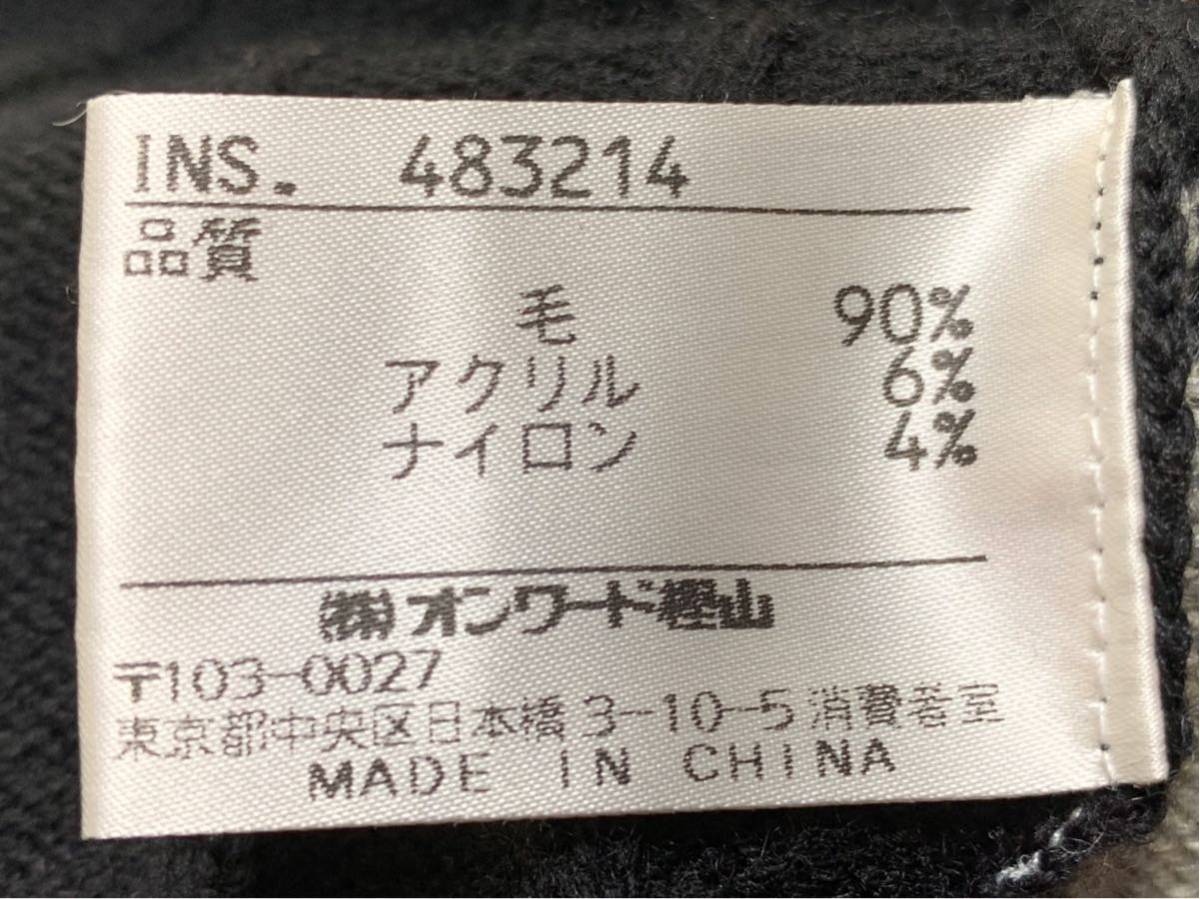 INS. 483214
品質
毛 90%
アクリル 6%
ナイロン 4%
(株)オンワード樫山
〒103-0027
東京都中央区日本橋3-10-5消費者室
MADE IN CHINA